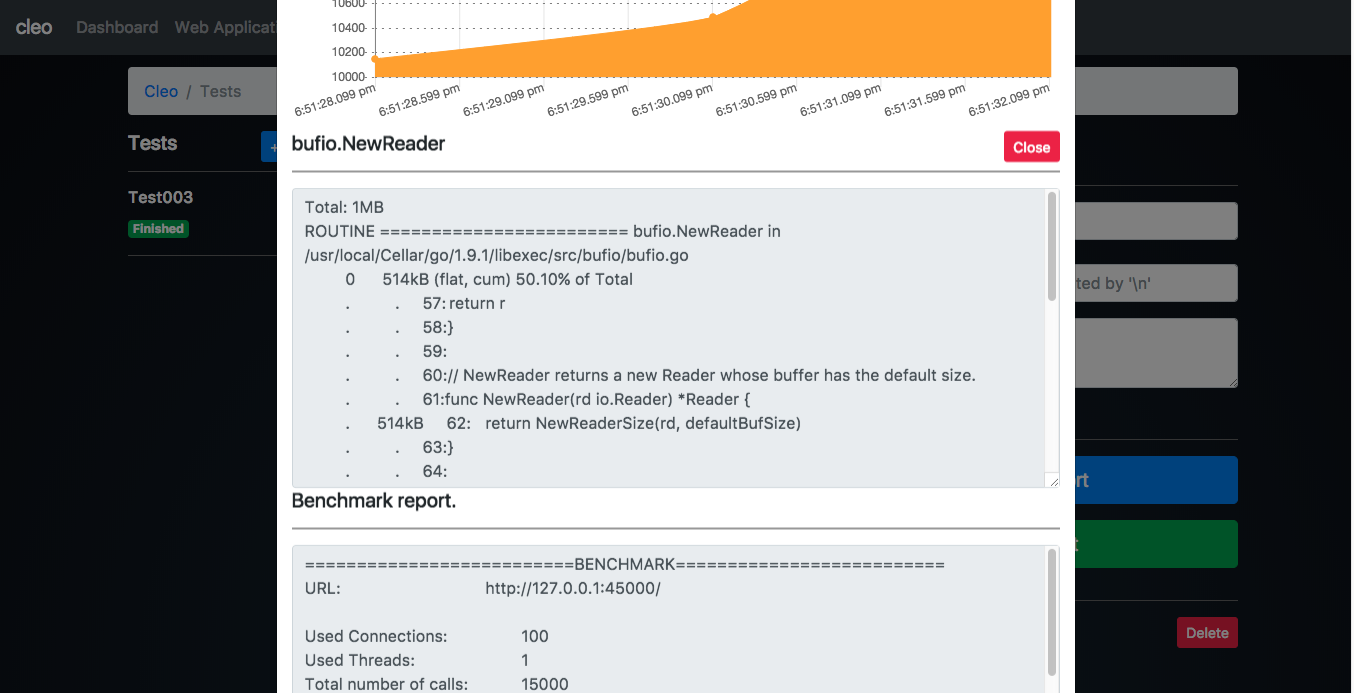 cleo Dashboard Web Applicati
10600
10400
10200
10000
6:51:28.099 pm 6:51:28.599 pm 6:51:29.099 pm 6:51:29.599 pm 6:51:30.099 pm 6:51:30.599 pm 6:51:31.099 pm 6:51:31.599 pm 6:51:32.099 pm
Cleo / Tests
Tests +
Test003
Finished
bufio.NewReader Close
Total: 1MB
ROUTINE ======================== bufio.NewReader in
/usr/local/Cellar/go/1.9.1/libexec/src/bufio/bufio.go
0 514kB (flat, cum) 50.10% of Total
. . 57: return r
. . 58:}
. . 59:
. . 60:// NewReader returns a new Reader whose buffer has the default size.
. . 61:func NewReader(rd io.Reader) *Reader {
. 514kB 62: return NewReaderSize(rd, defaultBufSize)
. . 63:}
. . 64:
Benchmark report.
==========================BENCHMARK==========================
URL: http://127.0.0.1:45000/
Used Connections: 100
Used Threads: 1
Total number of calls: 15000
ted by '\n'
rt
t
Delete